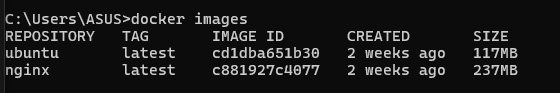 C:\Users\ASUS>docker images
REPOSITORY   TAG       IMAGE ID       CREATED       SIZE
ubuntu       latest    cd1dba651b30   2 weeks ago   117MB
nginx        latest    c881927c4077   2 weeks ago   237MB